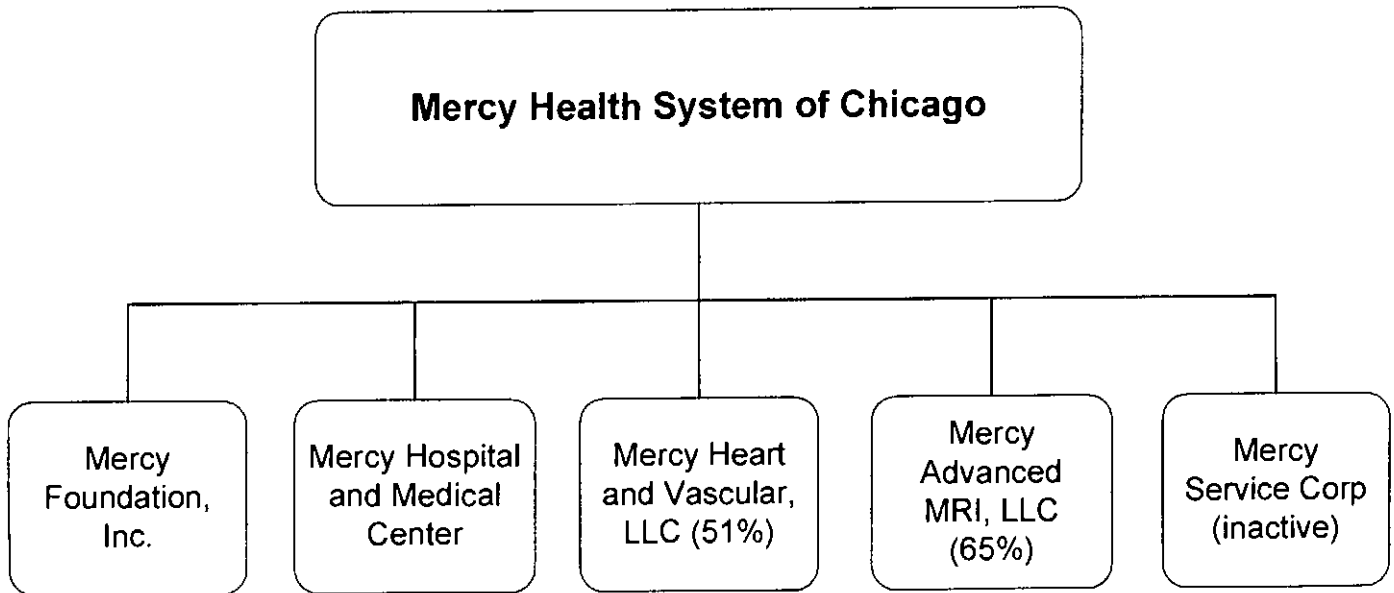 Mercy Health System of Chicago
Mercy
Foundation,
Inc.
Mercy Hospital
and Medical
Center
Mercy Heart
and Vascular,
LLC (51%)
Mercy
Advanced
MRI, LLC
(65%)
Mercy
Service Corp
(inactive)